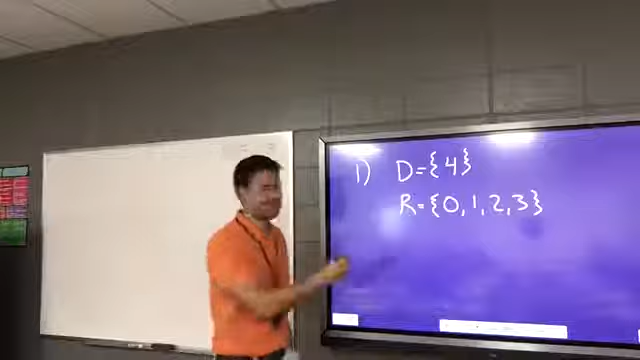 1) D={4}
R={0,1,2,3}